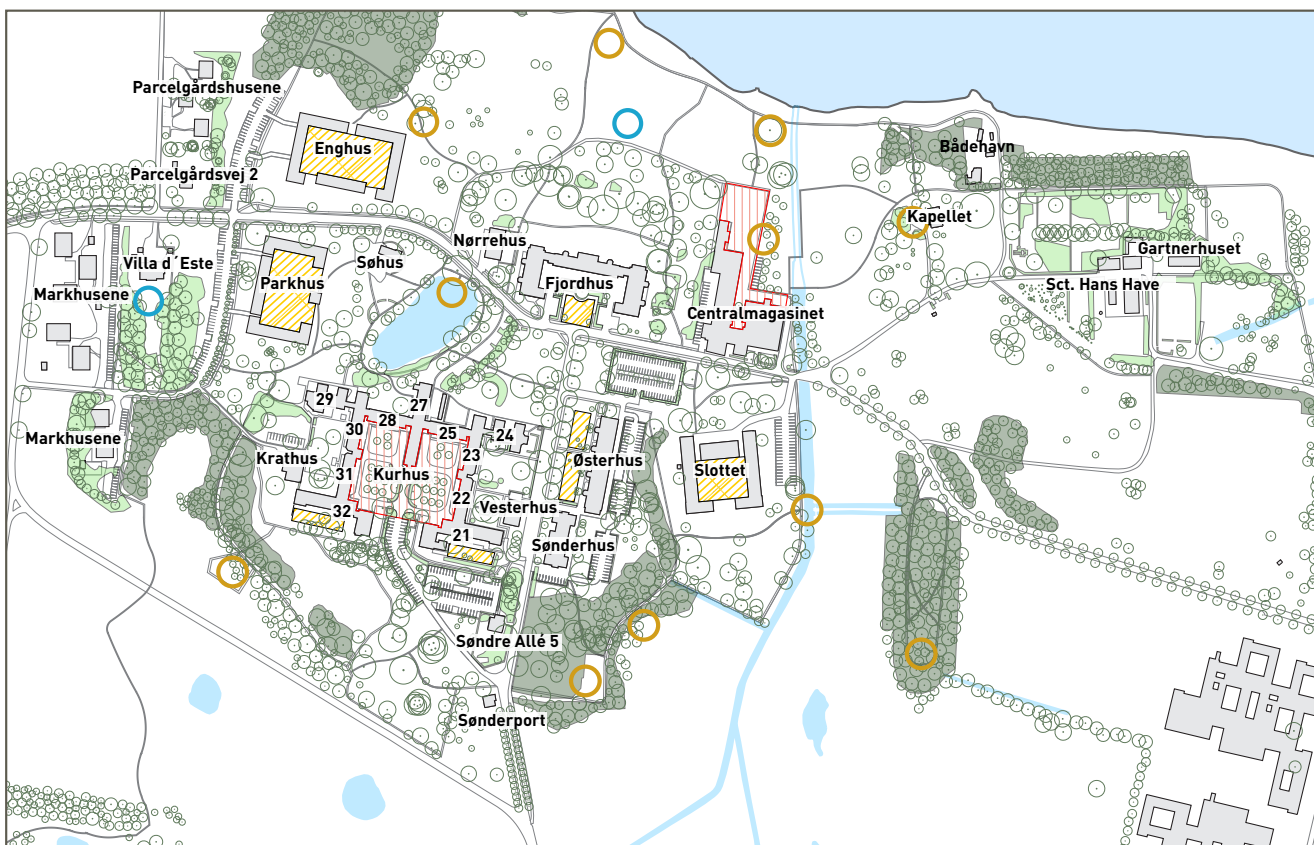 Parcelgårdshusene
Enghus
Bådehavn
Parcelgårdsvej 2
Kapellet
Nørrehus
Gartnerhuset
Villa d´Este
Søhus
Parkhus
Fjordhus
Sct. Hans Have
Markhusene
Centralmagasinet
29
27
28
30
25
24
Markhusene
23
Krathus
Østerhus
Slottet
31
Kurhus
22
Vesterhus
32
21
Sønderhus
Søndre Allé 5
Sønderport